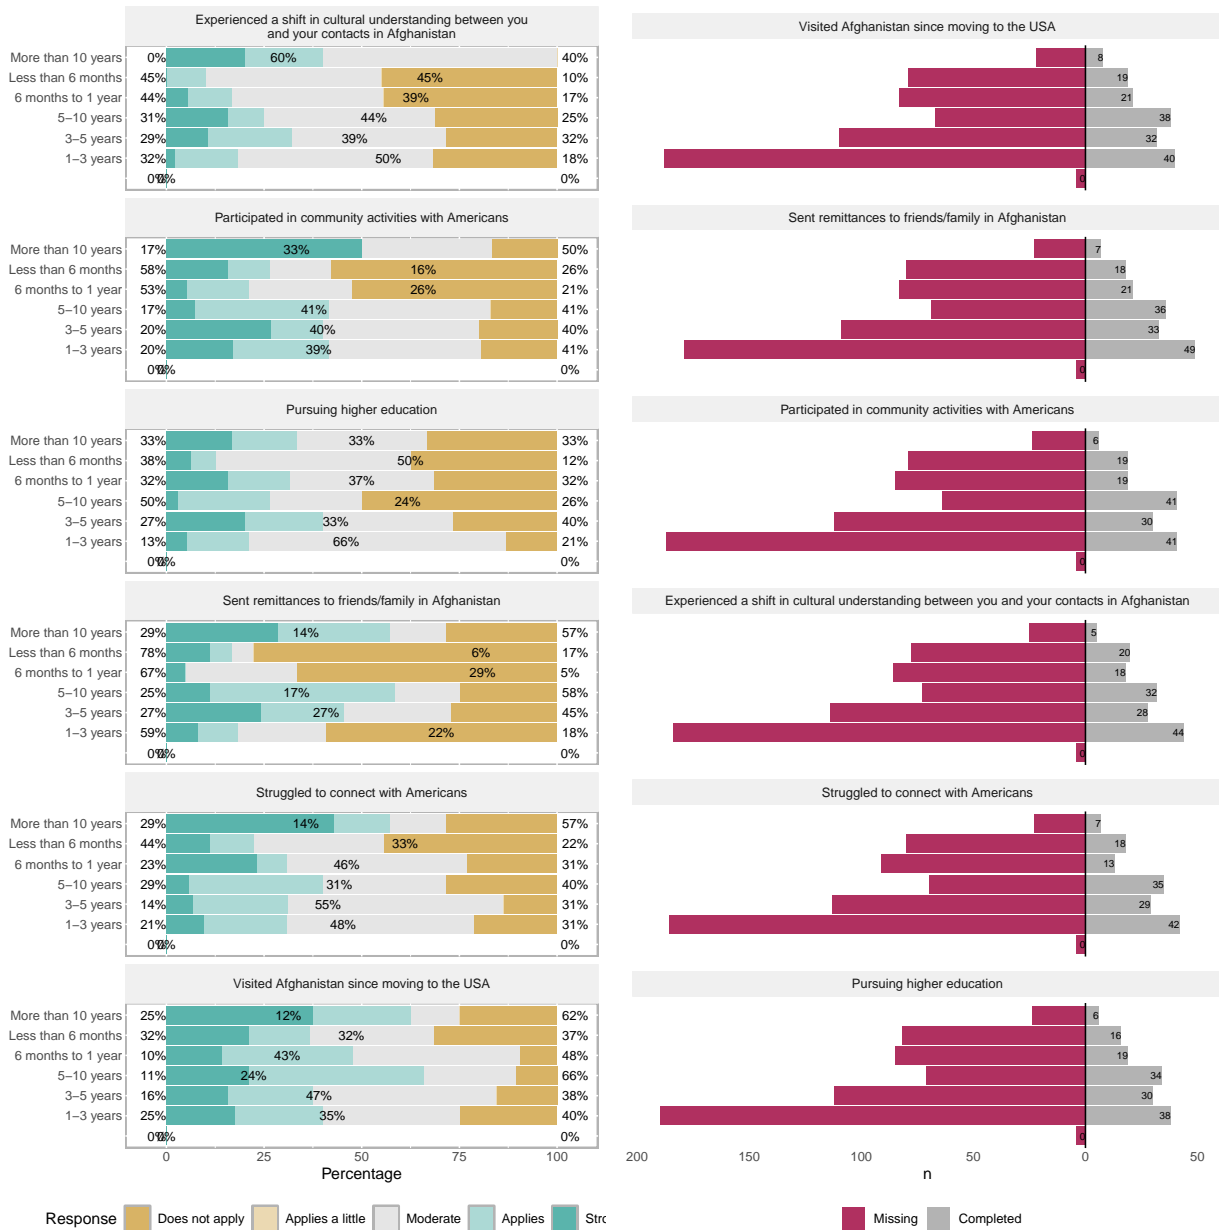 Experienced a shift in cultural understanding between you
and your contacts in Afghanistan
More than 10 years 0% 60% 40%
Less than 6 months 45% 45% 10%
6 months to 1 year 44% 39% 17%
5−10 years 31% 44% 25%
3−5 years 29% 39% 32%
1−3 years 32% 50% 18%
0% 0% 0%
Participated in community activities with Americans
More than 10 years 17% 33% 50%
Less than 6 months 58% 16% 26%
6 months to 1 year 53% 26% 21%
5−10 years 17% 41% 41%
3−5 years 20% 40% 40%
1−3 years 20% 39% 41%
0% 0% 0%
Pursuing higher education
More than 10 years 33% 33% 33%
Less than 6 months 38% 50% 12%
6 months to 1 year 32% 37% 32%
5−10 years 50% 24% 26%
3−5 years 27% 33% 40%
1−3 years 13% 66% 21%
0% 0% 0%
Sent remittances to friends/family in Afghanistan
More than 10 years 29% 14% 57%
Less than 6 months 78% 6% 17%
6 months to 1 year 67% 29% 5%
5−10 years 25% 17% 58%
3−5 years 27% 27% 45%
1−3 years 59% 22% 18%
0% 0% 0%
Struggled to connect with Americans
More than 10 years 29% 14% 57%
Less than 6 months 44% 33% 22%
6 months to 1 year 23% 46% 31%
5−10 years 29% 31% 40%
3−5 years 14% 55% 31%
1−3 years 21% 48% 31%
0% 0% 0%
Visited Afghanistan since moving to the USA
More than 10 years 25% 12% 62%
Less than 6 months 32% 32% 37%
6 months to 1 year 10% 43% 48%
5−10 years 11% 24% 66%
3−5 years 16% 47% 38%
1−3 years 25% 35% 40%
0% 0% 0%
0 25 50 75 100
Percentage
Response Does not apply Applies a little Moderate Applies Stro
Visited Afghanistan since moving to the USA
8
19
21
38
32
40
0
Sent remittances to friends/family in Afghanistan
7
18
21
36
33
49
0
Participated in community activities with Americans
6
19
19
41
30
41
0
Experienced a shift in cultural understanding between you and your contacts in Afghanistan
5
20
18
32
28
44
0
Struggled to connect with Americans
7
18
13
35
29
42
0
Pursuing higher education
6
16
19
34
30
38
0
200 150 100 50 0 50
n
Missing Completed